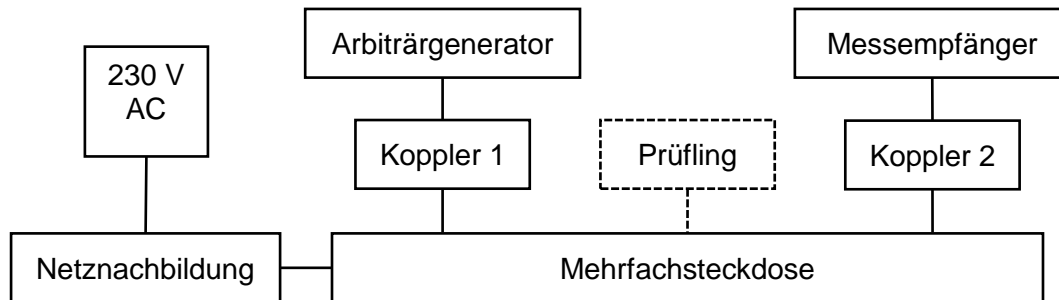 230 V
AC
Arbiträrgenerator
Messempfänger
Koppler 1
Prüfling
Koppler 2
Netznachbildung
Mehrfachsteckdose